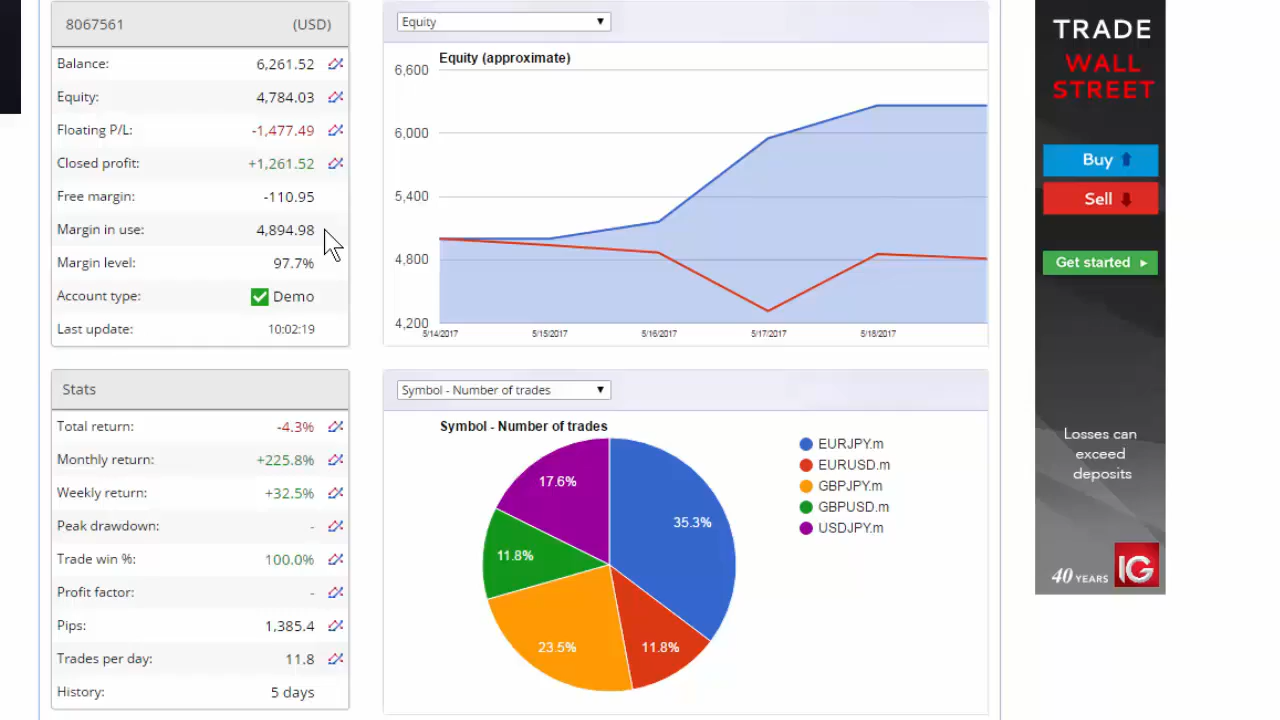 8067561 (USD)
Balance: 6,261.52
Equity: 4,784.03
Floating P/L: -1,477.49
Closed profit: +1,261.52
Free margin: -110.95
Margin in use: 4,894.98
Margin level: 97.7%
Account type: Demo
Last update: 10:02:19
Equity
Equity (approximate)
6,600
6,000
5,400
4,800
4,200
5/14/2017 5/15/2017 5/16/2017 5/17/2017 5/18/2017
Stats
Total return: -4.3%
Monthly return: +225.8%
Weekly return: +32.5%
Peak drawdown: -
Trade win %: 100.0%
Profit factor: -
Pips: 1,385.4
Trades per day: 11.8
History: 5 days
Symbol - Number of trades
Symbol - Number of trades
17.6%
35.3%
11.8%
23.5%
11.8%
EURJPY.m
EURUSD.m
GBPJPY.m
GBPUSD.m
USDJPY.m
TRADE
WALL
STREET
Buy
Sell
Get started
Losses can
exceed
deposits
40 YEARS IG